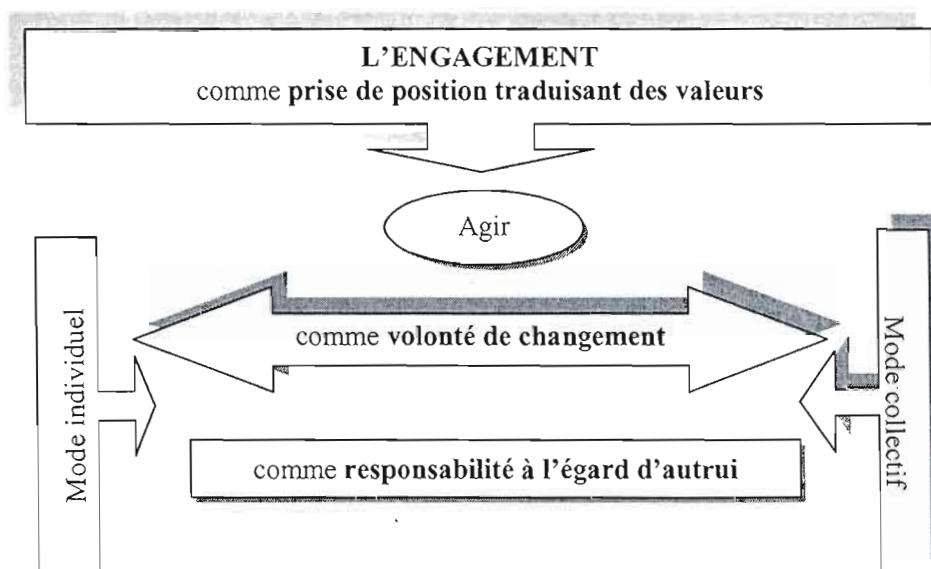 L'ENGAGEMENT
comme prise de position traduisant des valeurs
Agir
Mode individuel
comme volonté de changement
Mode collectif
comme responsabilité à l'égard d'autrui